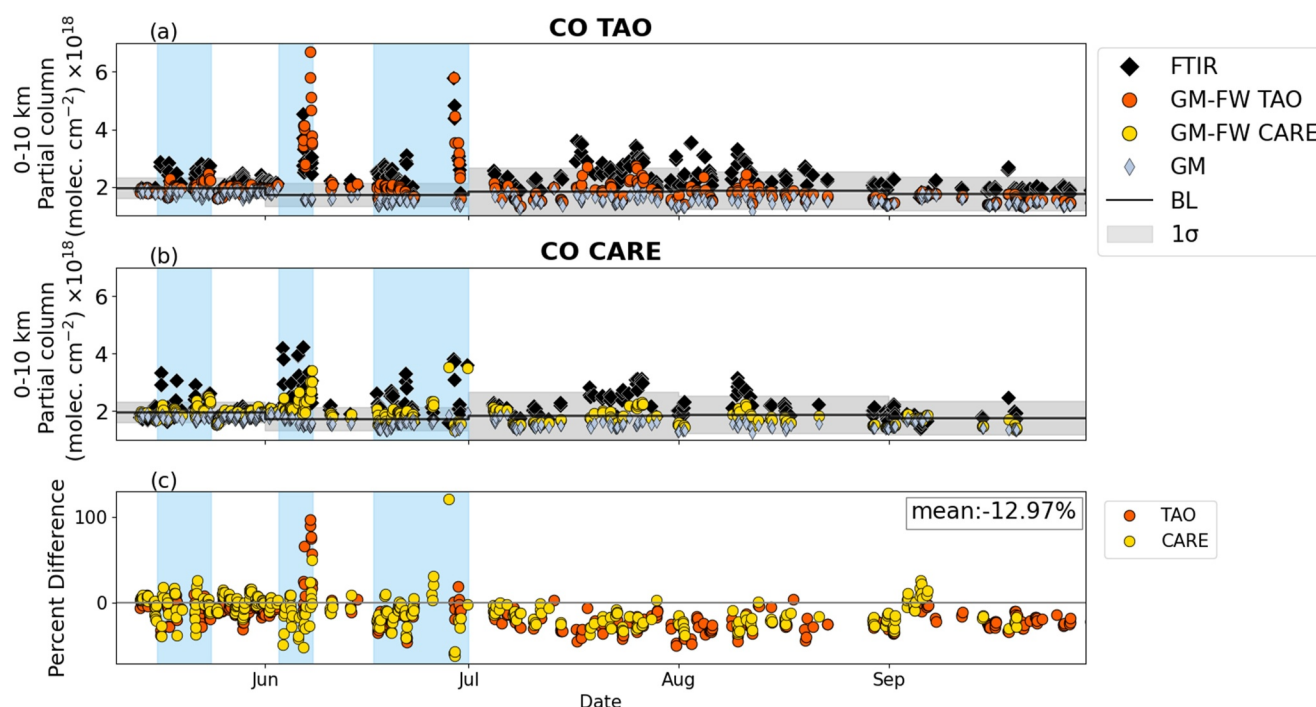 (a)
CO TAO
0-10 km
Partial column
(molec. cm⁻²) ×10¹⁸
6
4
2
FTIR
GM-FW TAO
GM-FW CARE
GM
BL
1σ
(b)
CO CARE
0-10 km
Partial column
(molec. cm⁻²) ×10¹⁸
6
4
2
(c)
Percent Difference
100
0
mean:-12.97%
TAO
CARE
Jun
Jul
Aug
Sep
Date